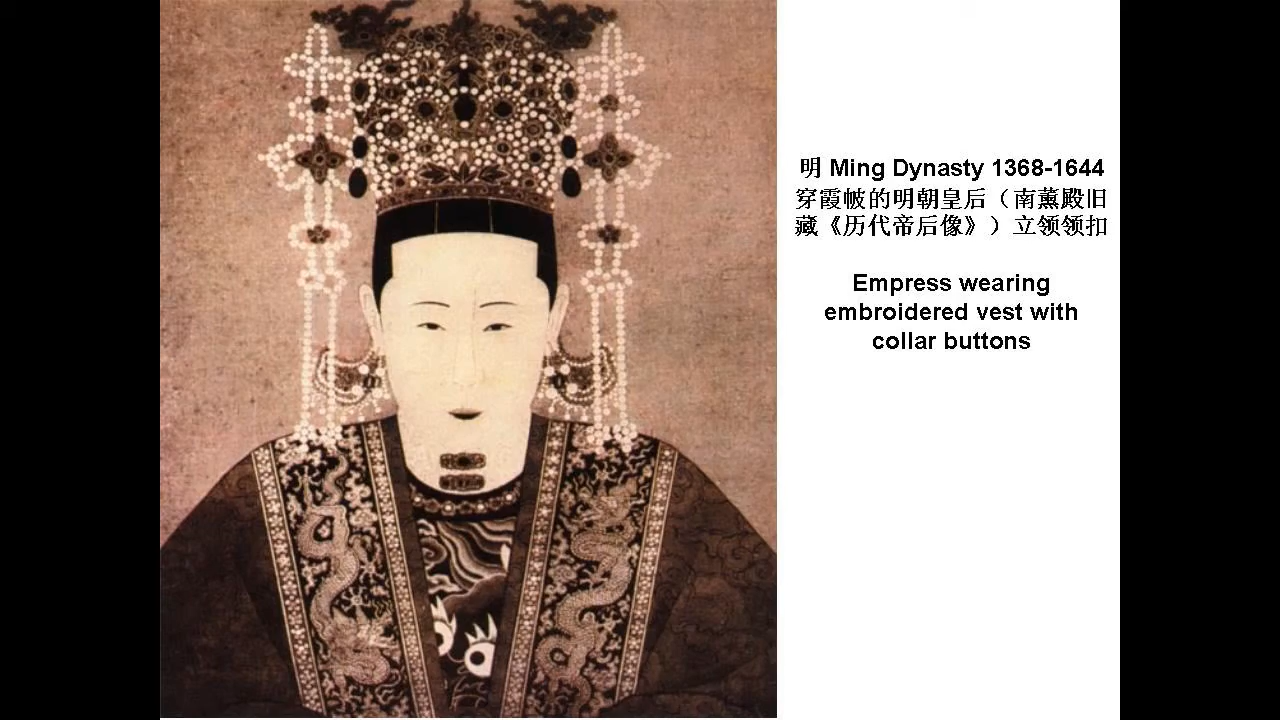 明 Ming Dynasty 1368-1644
穿霞帔的明朝皇后（南薰殿旧
藏《历代帝后像》）立领领扣
Empress wearing
embroidered vest with
collar buttons